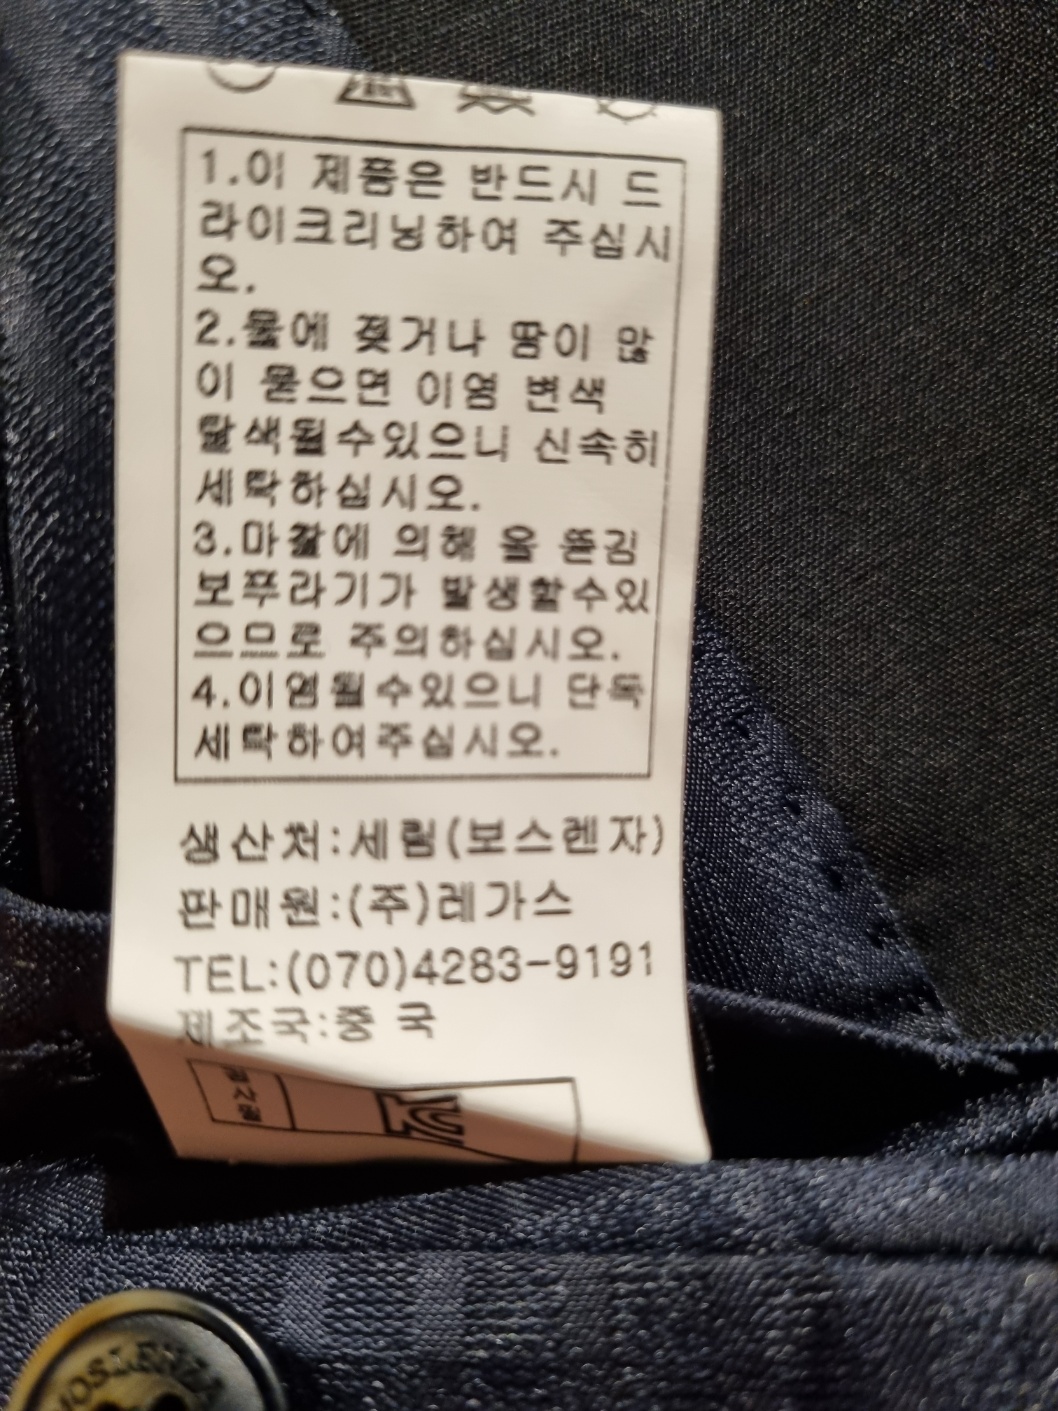 1.이 제품은 반드시 드
라이크리닝하여 주십시
오.
2.물에 젖거나 땀이 많
이 묻으면 이염 변색
탈색될수있으니 신속히
세탁하십시오.
3.마찰에 의해 올 뜯김
보푸라기가 발생할수있
으므로 주의하십시오.
4.이염될수있으니 단독
세탁하여주십시오.
생산처:세림(보스렌자)
판매원:(주)레가스
TEL:(070)4283-9191
제조국:중 국